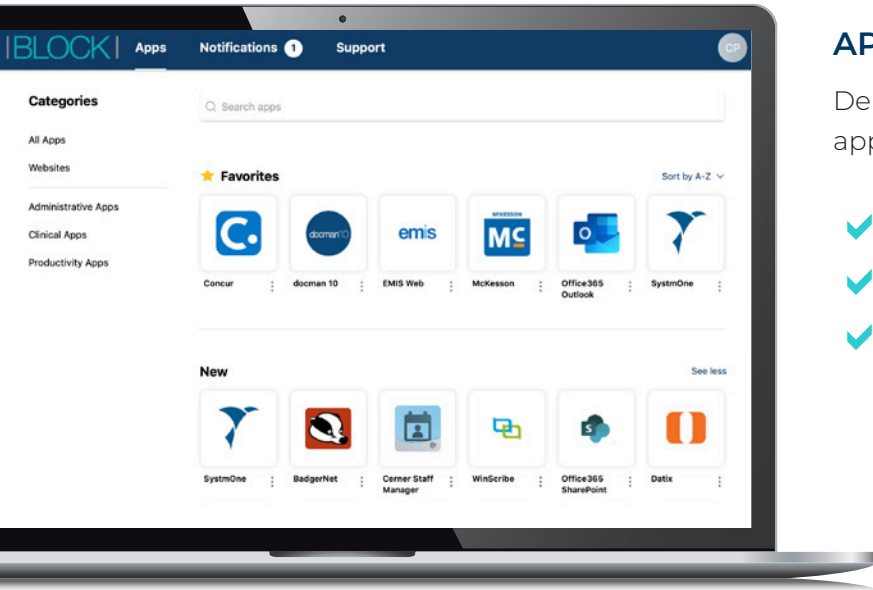 |BLOCK| Apps Notifications 1 Support CP
Categories
All Apps
Websites
Administrative Apps
Clinical Apps
Productivity Apps
Search apps
Favorites Sort by A-Z
C. docman10 emis MCKESSON MC O
Concur docman 10 EMIS Web McKesson Office365 Outlook SystmOne
New See less
S
SystmOne BadgerNet Cerner Staff Manager WinScribe Office365 SharePoint Datix
AP
De
app